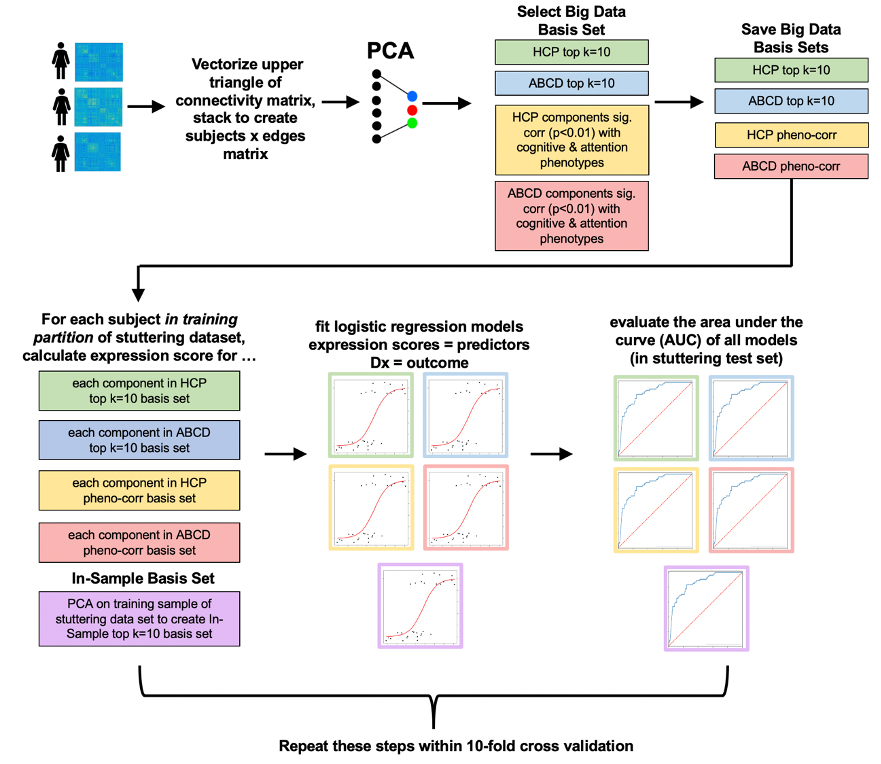 Vectorize upper
triangle of
connectivity matrix,
stack to create
subjects x edges
matrix
PCA
Select Big Data
Basis Set
HCP top k=10
ABCD top k=10
HCP components sig.
corr (p<0.01) with
cognitive & attention
phenotypes
ABCD components sig.
corr (p<0.01) with
cognitive & attention
phenotypes
Save Big Data
Basis Sets
HCP top k=10
ABCD top k=10
HCP pheno-corr
ABCD pheno-corr
For each subject in training
partition of stuttering dataset,
calculate expression score for …
each component in HCP
top k=10 basis set
each component in ABCD
top k=10 basis set
each component in HCP
pheno-corr basis set
each component in ABCD
pheno-corr basis set
In-Sample Basis Set
PCA on training sample of
stuttering data set to create In-
Sample top k=10 basis set
fit logistic regression models
expression scores = predictors
Dx = outcome
evaluate the area under the
curve (AUC) of all models
(in stuttering test set)
Repeat these steps within 10-fold cross validation